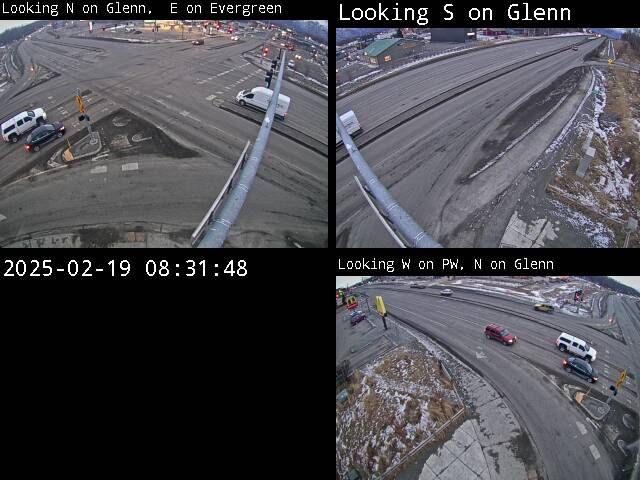 Looking N on Glenn,  E on Evergreen
Looking S on Glenn
2025-02-19 08:31:48
Looking W on PW, N on Glenn